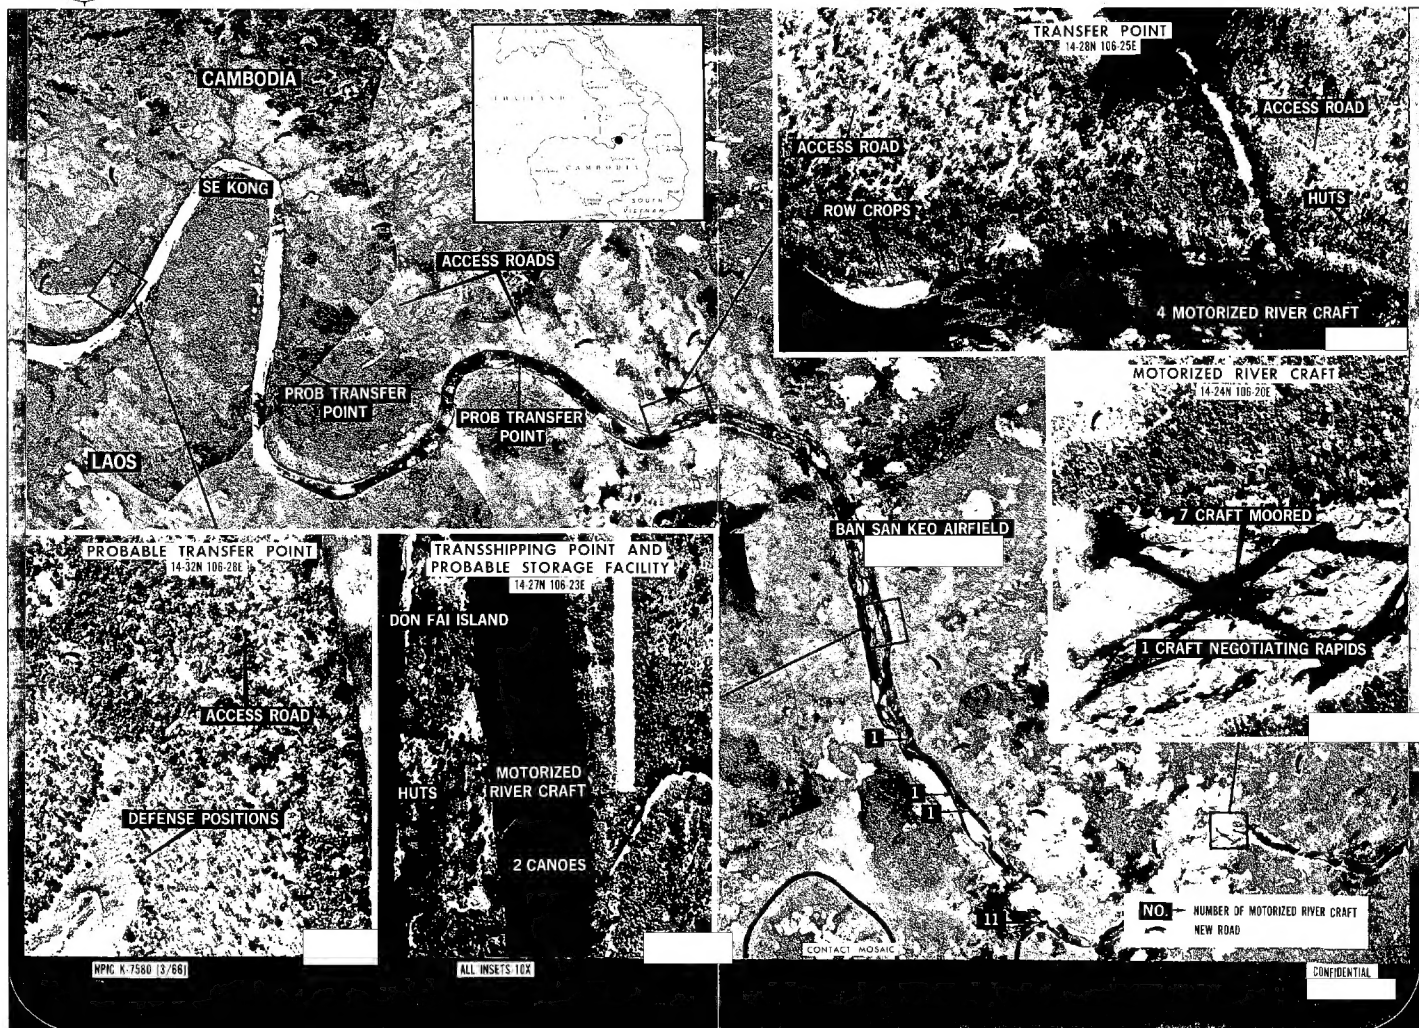 CAMBODIA
SE KONG
ACCESS ROADS
PROB TRANSFER
POINT
PROB TRANSFER
POINT
LAOS
THAILAND
CAMBODIA
SOUTH
VIETNAM
TRANSFER POINT
14-28N 106-25E
ACCESS ROAD
ACCESS ROAD
ROW CROPS
HUTS
4 MOTORIZED RIVER CRAFT
MOTORIZED RIVER CRAFT
14-24N 106-20E
7 CRAFT MOORED
1 CRAFT NEGOTIATING RAPIDS
BAN SAN KEO AIRFIELD
PROBABLE TRANSFER POINT
14-32N 106-28E
ACCESS ROAD
DEFENSE POSITIONS
TRANSSHIPPING POINT AND
PROBABLE STORAGE FACILITY
14-27N 106-23E
DON FAI ISLAND
HUTS
MOTORIZED
RIVER CRAFT
2 CANOES
1
1
1
11
CONTACT MOSAIC
NO. NUMBER OF MOTORIZED RIVER CRAFT
NEW ROAD
NPIC K-7580 (3/66)
ALL INSETS 10X
CONFIDENTIAL